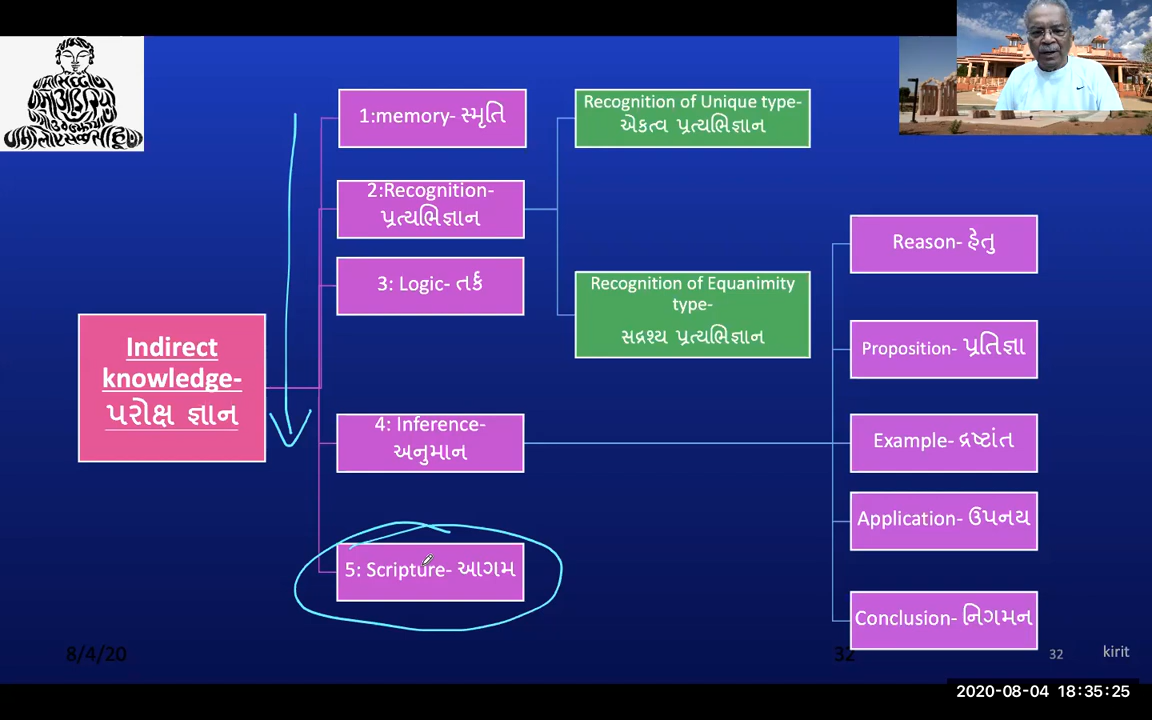 1:memory- સ્મૃતિ
Recognition of Unique type-
એકત્વ પ્રત્યભિજ્ઞાન
2:Recognition-
પ્રત્યભિજ્ઞાન
3: Logic- તર્ક
Recognition of Equanimity
type-
સદ્રશ્ય પ્રત્યભિજ્ઞાન
Indirect
knowledge-
પરોક્ષ જ્ઞાન
4: Inference-
અનુમાન
5: Scripture- આગમ
Reason- હેતુ
Proposition- પ્રતિજ્ઞા
Example- દ્રષ્ટાંત
Application- ઉપનય
Conclusion- નિગમન
8/4/20
32
32
kirit
2020-08-04 18:35:25